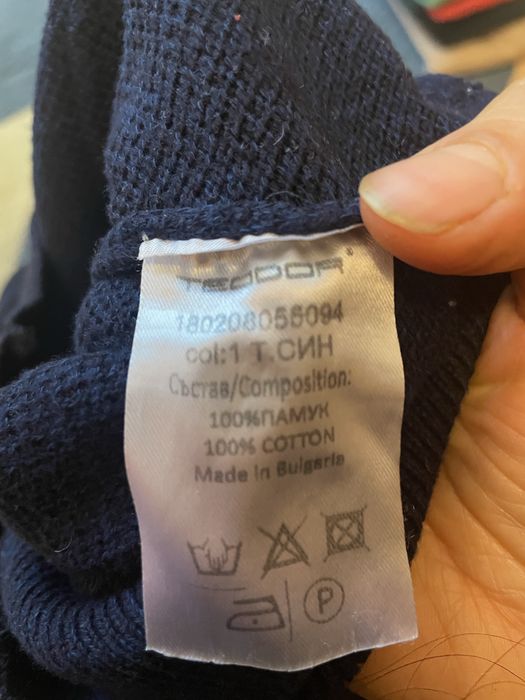 TEODOR®
180208055094
col:1 Т.СИН
Състав/Composition:
100%ПАМУК
100% COTTON
Made in Bulgaria
P